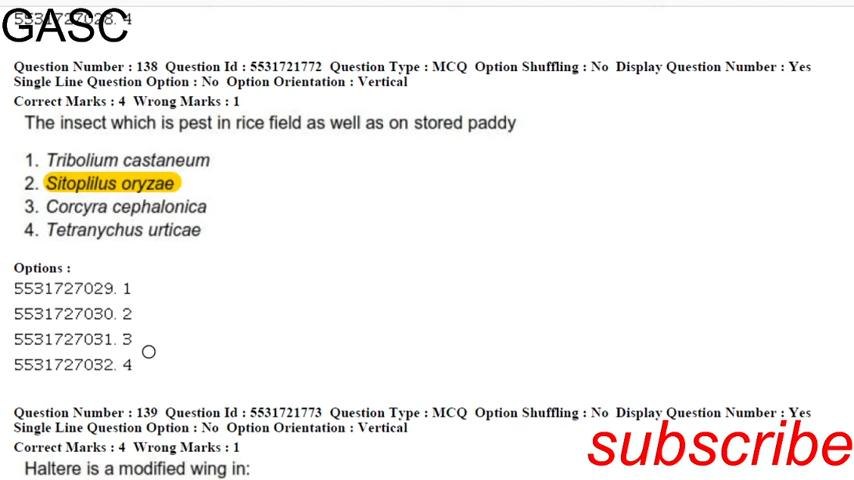 5531727028. 4
GASC
Question Number : 138 Question Id : 5531721772 Question Type : MCQ Option Shuffling : No Display Question Number : Yes
Single Line Question Option : No Option Orientation : Vertical
Correct Marks : 4 Wrong Marks : 1
The insect which is pest in rice field as well as on stored paddy
1. Tribolium castaneum
2. Sitoplilus oryzae
3. Corcyra cephalonica
4. Tetranychus urticae
Options :
5531727029. 1
5531727030. 2
5531727031. 3
5531727032. 4
Question Number : 139 Question Id : 5531721773 Question Type : MCQ Option Shuffling : No Display Question Number : Yes
Single Line Question Option : No Option Orientation : Vertical
Correct Marks : 4 Wrong Marks : 1
Haltere is a modified wing in:
subscribe